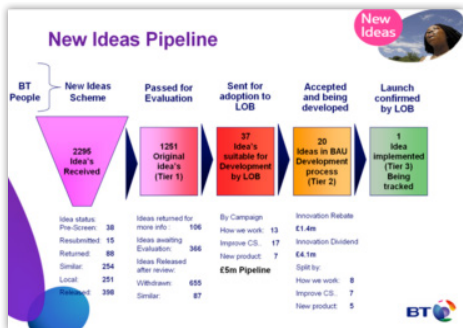 New
Ideas
New Ideas Pipeline
BT
People
New Ideas
Scheme
Passed for
Evaluation
Sent for
adoption to
LOB
Accepted
and being
developed
Launch
confirmed
by LOB
2295
Idea's
Received
1251
Original
idea's
(Tier 1)
37
Idea's
suitable for
Development
by LOB
20
Ideas in BAU
Development
process
(Tier 2)
1
Idea
implemented
(Tier 3)
Being
tracked
Idea status:
Pre-Screen: 38
Resubmitted: 15
Returned: 88
Similar: 254
Local: 251
Released: 398
Ideas returned for
more info : 106
Ideas awaiting
Evaluation: 366
Ideas Released
after review:
Withdrawn: 655
Similar: 87
By Campaign
How we work: 13
Improve CS.. 17
New product: 7
£5m Pipeline
Innovation Rebate
£1.4m
Innovation Dividend
£4.1m
Split by:
How we work: 8
Improve CS.. 7
New product: 5
BT